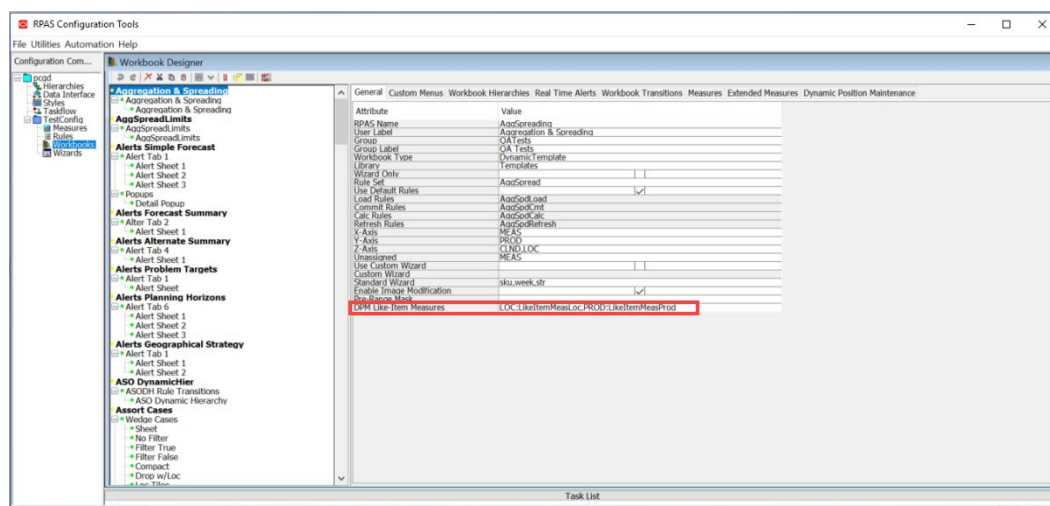 RPAS Configuration Tools
File Utilities Automation Help
Configuration Com...
pcgd
Hierarchies
Data Interface
Styles
Taskflow
TestConfig
Measures
Rules
Workbooks
Wizards
Workbook Designer
Aggregation & Spreading
Aggregation & Spreading
Aggregation & Spreading
AggSpreadLimits
AggSpreadLimits
AggSpreadLimits
Alerts Simple Forecast
Alert Tab 1
Alert Sheet 1
Alert Sheet 2
Alert Sheet 3
Popups
Detail Popup
Alerts Forecast Summary
Alter Tab 2
Alert Sheet 1
Alerts Alternate Summary
Alert Tab 4
Alert Sheet 1
Alerts Problem Targets
Alert Tab 1
Alert Sheet
Alerts Planning Horizons
Alert Tab 6
Alert Sheet 1
Alert Sheet 2
Alert Sheet 3
Alerts Geographical Strategy
Alert Tab 1
Alert Sheet 1
Alert Sheet 2
ASO DynamicHier
ASODH Rule Transitions
ASO Dynamic Hierarchy
Assort Cases
Wedge Cases
Sheet
No Filter
Filter True
Filter False
Compact
Drop w/Loc
Loc Tiles
General Custom Menus Workbook Hierarchies Real Time Alerts Workbook Transitions Measures Extended Measures Dynamic Position Maintenance
Attribute Value
RPAS Name AggSpreading
User Label Aggregation & Spreading
Group QATests
Group Label QA Tests
Workbook Type DynamicTemplate
Library Templates
Wizard Only
Rule Set AggSpread
Use Default Rules
Load Rules AggSpdLoad
Commit Rules AggSpdCmt
Calc Rules AggSpdCalc
Refresh Rules AggSpdRefresh
X-Axis MEAS
Y-Axis PROD
Z-Axis CLND,LOC
Unassigned MEAS
Use Custom Wizard
Custom Wizard
Standard Wizard sku,week,str
Enable Image Modification
Pre-Range Mask
DPM Like-Item Measures LOC:LikeItemMeasLoc,PROD:LikeItemMeasProd
Task List